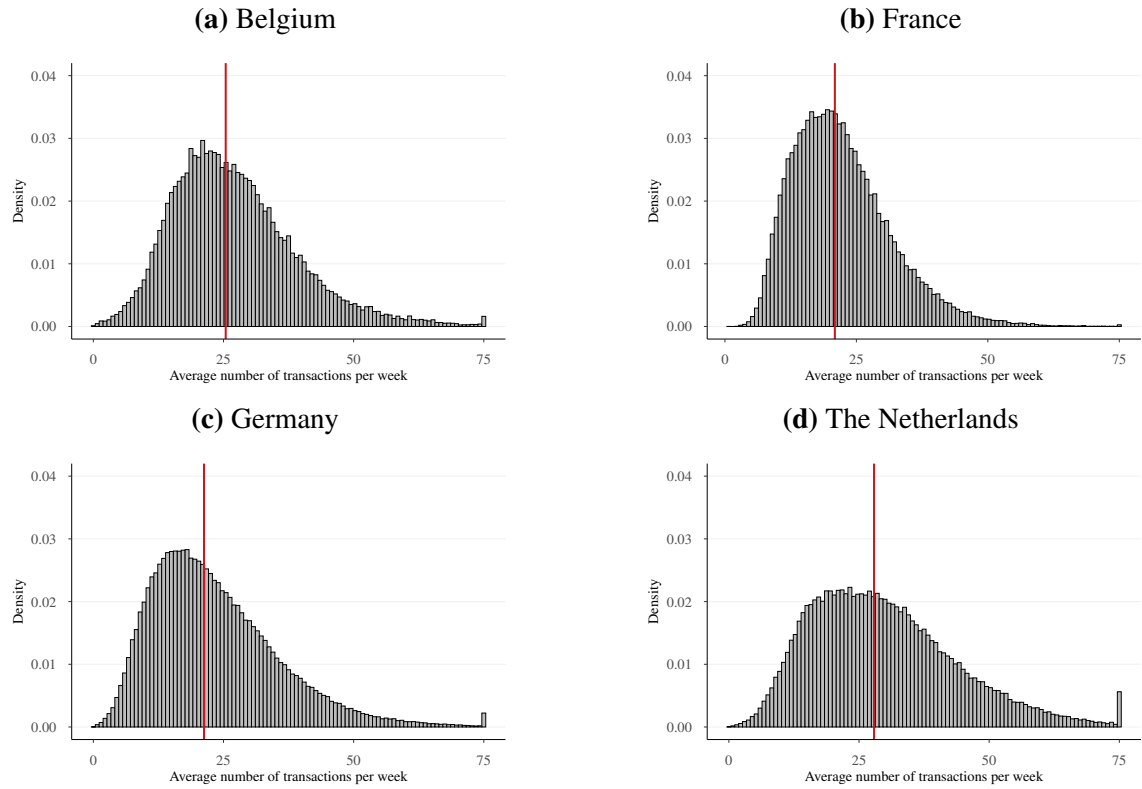 (a) Belgium
0.04
0.03
0.02
0.01
0.00
Density
0 25 50 75
Average number of transactions per week
(b) France
0.04
0.03
0.02
0.01
0.00
Density
0 25 50 75
Average number of transactions per week
(c) Germany
0.04
0.03
0.02
0.01
0.00
Density
0 25 50 75
Average number of transactions per week
(d) The Netherlands
0.04
0.03
0.02
0.01
0.00
Density
0 25 50 75
Average number of transactions per week